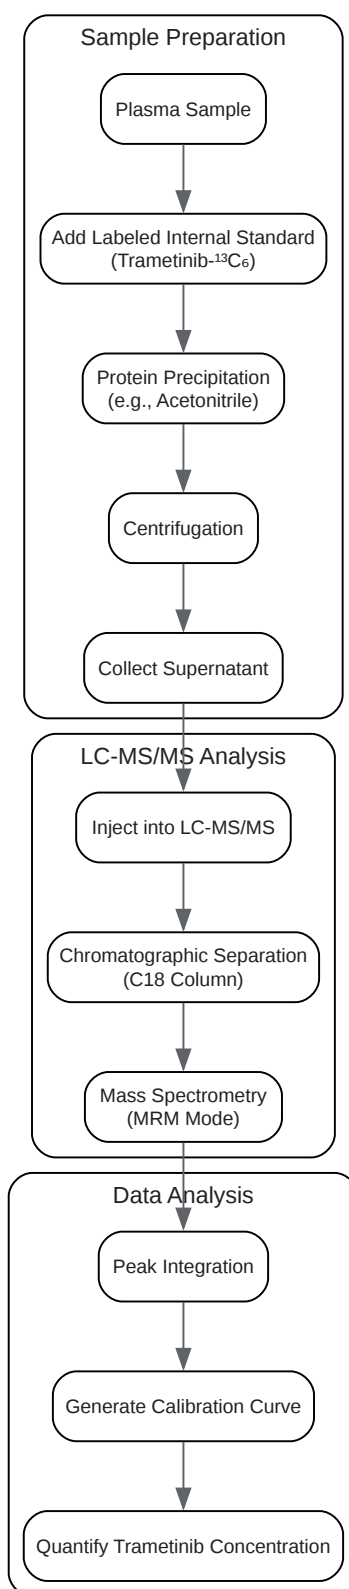 Sample Preparation
Plasma Sample
Add Labeled Internal Standard
(Trametinib-¹³C₆)
Protein Precipitation
(e.g., Acetonitrile)
Centrifugation
Collect Supernatant
LC-MS/MS Analysis
Inject into LC-MS/MS
Chromatographic Separation
(C18 Column)
Mass Spectrometry
(MRM Mode)
Data Analysis
Peak Integration
Generate Calibration Curve
Quantify Trametinib Concentration